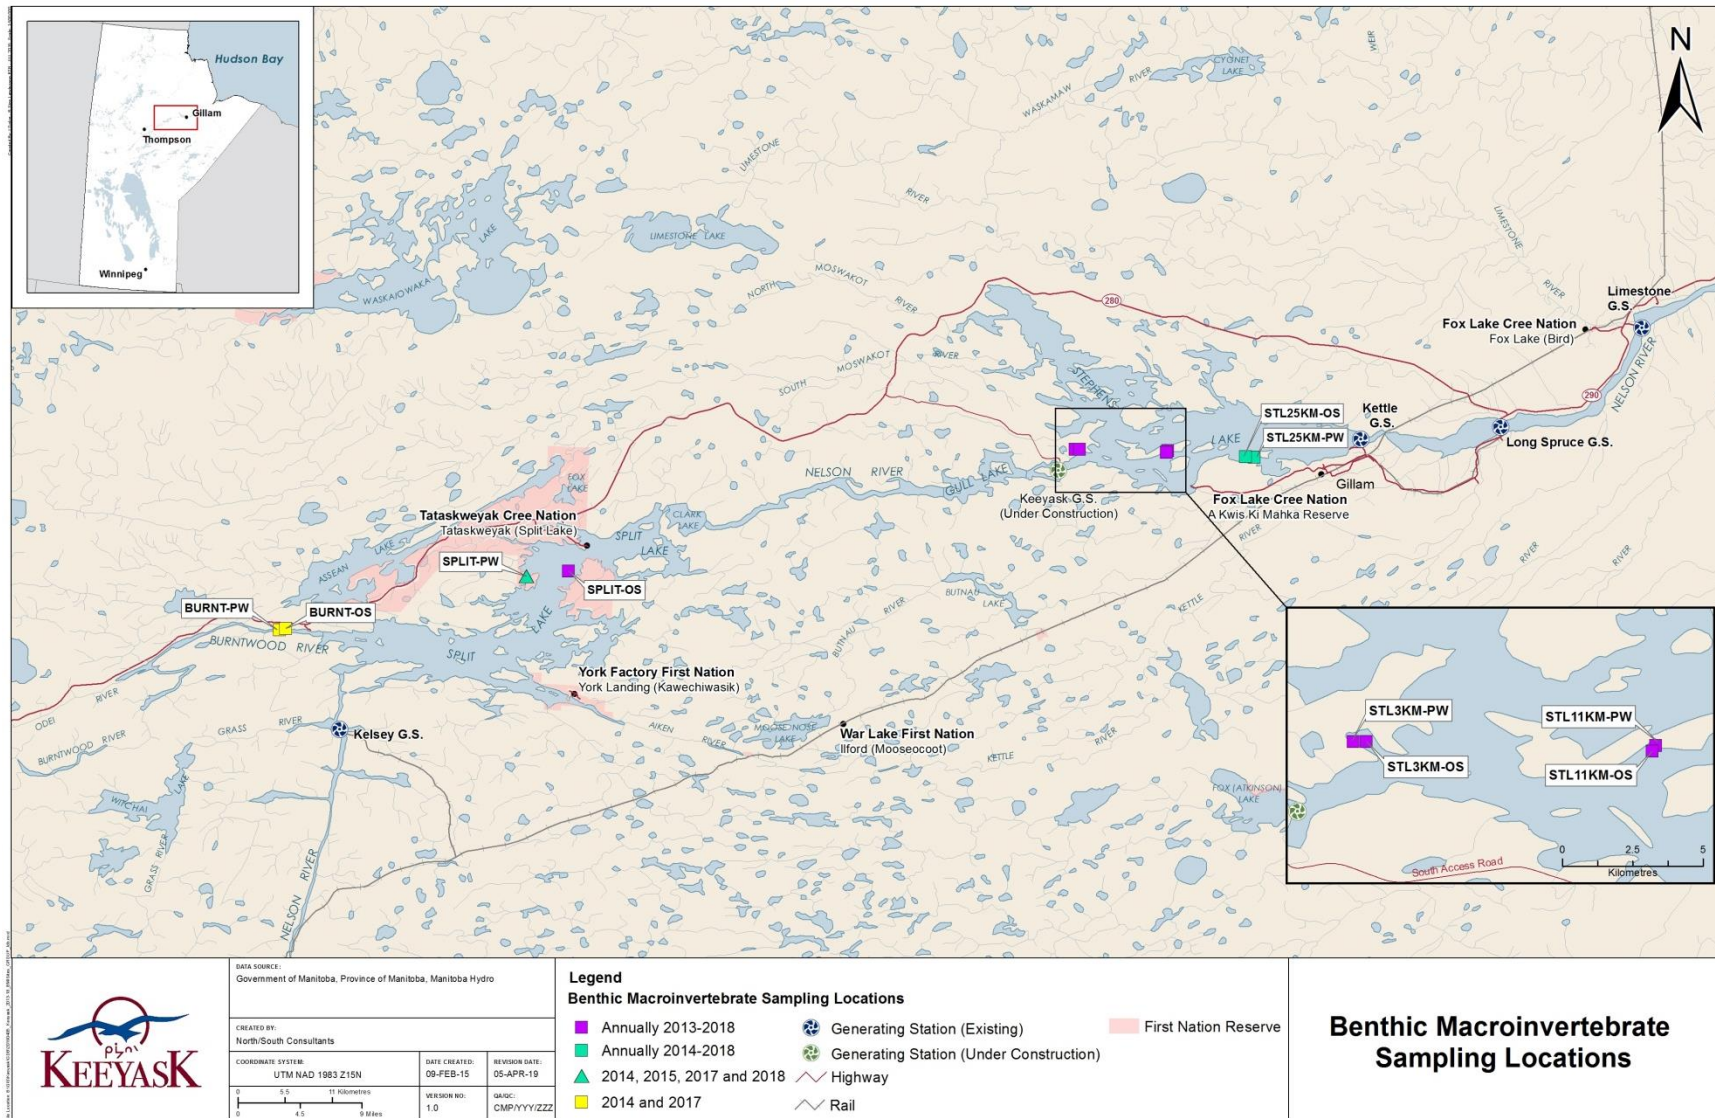 Hudson Bay
Gillam
Thompson
Winnipeg
N
WEIR
CYGNET
LAKE
RIVER
WASKAMAW
LIMESTONE
RIVER
LAKE
LIMESTONE LAKE
WASKAIOWAKA
MOSWAKOT
NORTH
RIVER
280
LIMESTONE
RIVER
Limestone
G.S.
Fox Lake Cree Nation
Fox Lake (Bird)
NELSON RIVER
290
MOSWAKOT
RIVER
SOUTH
STEPHENS
LAKE
STL25KM-OS
STL25KM-PW
Kettle
G.S.
Long Spruce G.S.
Gillam
Fox Lake Cree Nation
A Kwis Ki Mahka Reserve
NELSON RIVER
GULL LAKE
Keeyask G.S.
(Under Construction)
FOX
LAKE
CLARK
LAKE
Tataskweyak Cree Nation
Tataskweyak (Split Lake)
SPLIT
LAKE
ASSEAN
LAKE
SPLIT-PW
SPLIT-OS
BURNT-PW
BURNT-OS
BURNTWOOD RIVER
SPLIT
LAKE
York Factory First Nation
York Landing (Kawechiwasik)
BUTNAU
LAKE
BUTNAU
RIVER
KETTLE
RIVER
RIVER
RIVER
ODEI
RIVER
GRASS
RIVER
BURNTWOOD RIVER
Kelsey G.S.
AIKEN
RIVER
MOOSENOSE
LAKE
War Lake First Nation
Ilford (Mooseocoot)
KETTLE
RIVER
FOX (ATKINSON)
LAKE
WITCHAI
LAKE
GRASS RIVER
NELSON RIVER
STL3KM-PW
STL3KM-OS
STL11KM-PW
STL11KM-OS
South Access Road
0 2.5 5
Kilometres
KEEYASK
DATA SOURCE:
Government of Manitoba, Province of Manitoba, Manitoba Hydro
CREATED BY:
North/South Consultants
COORDINATE SYSTEM:
UTM NAD 1983 Z15N
DATE CREATED:
09-FEB-15
REVISION DATE:
05-APR-19
0 5.5 11 Kilometres
0 4.5 9 Miles
VERSION NO:
1.0
QA/QC:
CMP/YYY/ZZZ
Legend
Benthic Macroinvertebrate Sampling Locations
Annually 2013-2018
Annually 2014-2018
2014, 2015, 2017 and 2018
2014 and 2017
Generating Station (Existing)
Generating Station (Under Construction)
Highway
Rail
First Nation Reserve
Benthic Macroinvertebrate
Sampling Locations